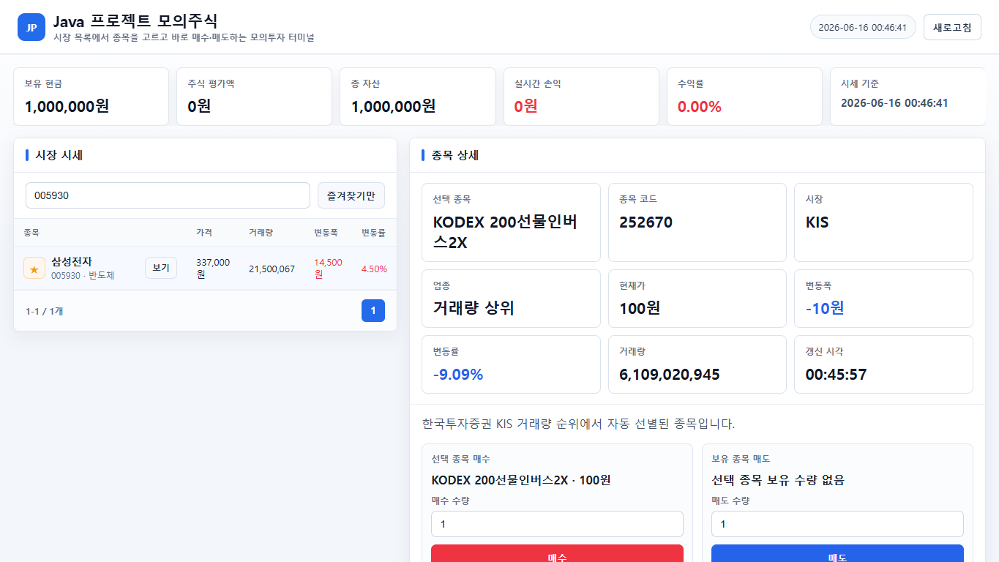 JP
Java 프로젝트 모의주식
시장 목록에서 종목을 고르고 바로 매수·매도하는 모의투자 터미널
2026-06-16 00:46:41
새로고침
보유 현금
1,000,000원
주식 평가액
0원
총 자산
1,000,000원
실시간 손익
0원
수익률
0.00%
시세 기준
2026-06-16 00:46:41
시장 시세
005930
즐겨찾기만
종목 가격 거래량 변동폭 변동률
★ 삼성전자
005930 · 반도체
보기
337,000
원
21,500,067
14,500
원
4.50%
1-1 / 1개
1
종목 상세
선택 종목
KODEX 200선물인버
스2X
종목 코드
252670
시장
KIS
업종
거래량 상위
현재가
100원
변동폭
-10원
변동률
-9.09%
거래량
6,109,020,945
갱신 시각
00:45:57
한국투자증권 KIS 거래량 순위에서 자동 선별된 종목입니다.
선택 종목 매수
KODEX 200선물인버스2X · 100원
매수 수량
1
매수
보유 종목 매도
선택 종목 보유 수량 없음
매도 수량
1
매도